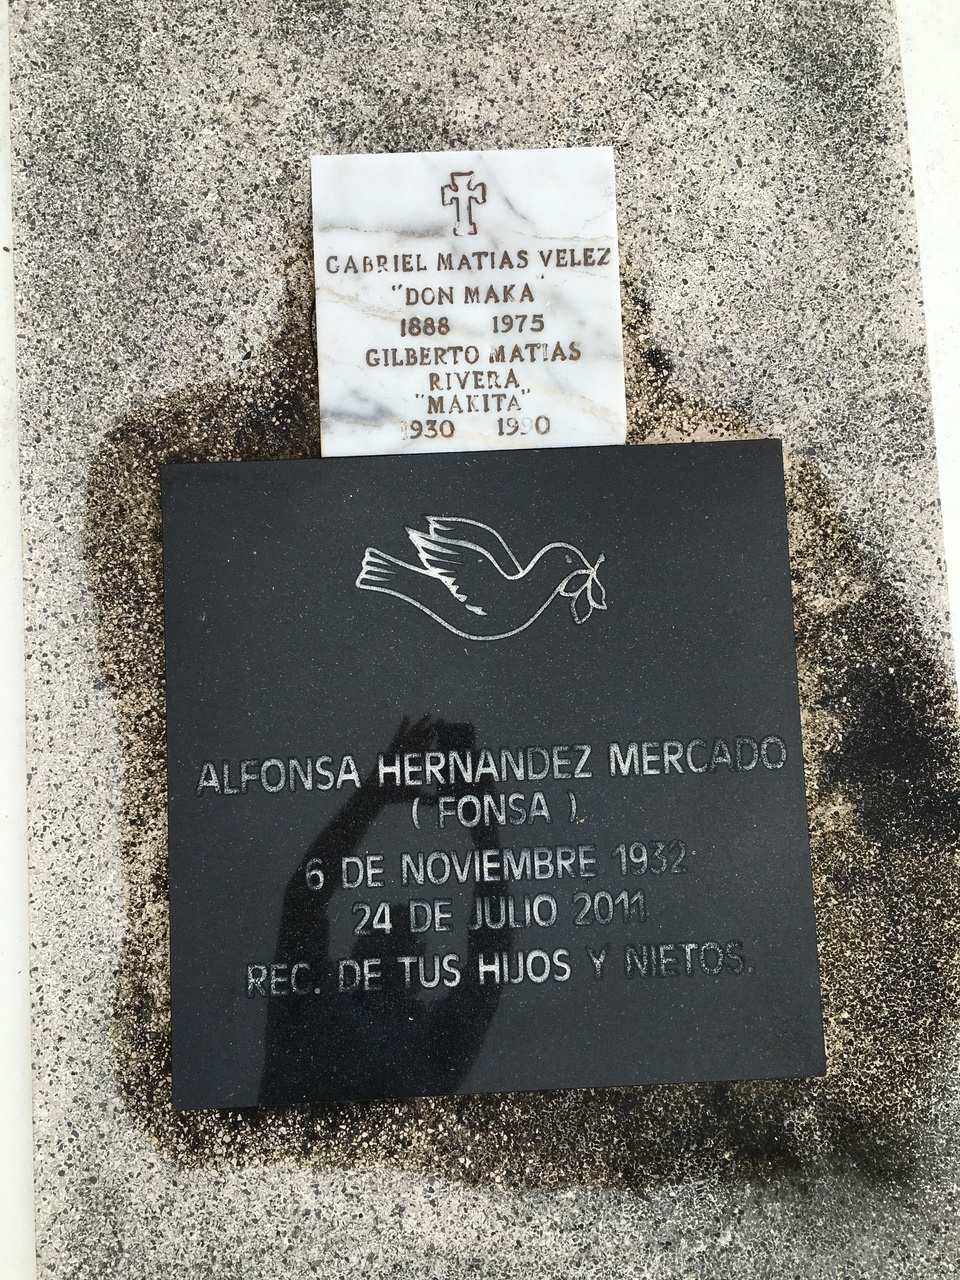 GABRIEL MATIAS VELEZ
"DON MAKA
1888 1975
GILBERTO MATIAS
RIVERA
"MAKITA"
1930 1990
ALFONSA HERNANDEZ MERCADO
( FONSA )
6 DE NOVIEMBRE 1932
24 DE JULIO 2011
REC. DE TUS HIJOS Y NIETOS.